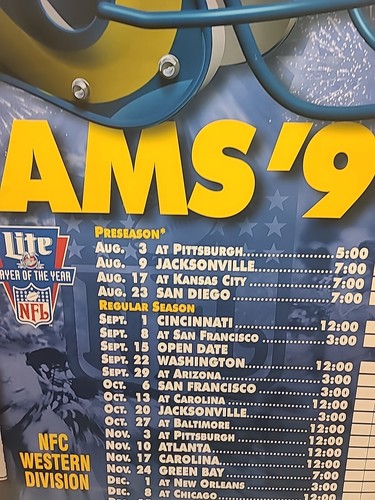 AMS '9
Lite
AYER OF THE YEAR
NFL
PRESEASON*
AUG. 3 AT PITTSBURGH 5:00
AUG. 9 JACKSONVILLE 7:00
AUG. 17 AT KANSAS CITY 7:00
AUG. 23 SAN DIEGO 7:00
REGULAR SEASON
SEPT. 1 CINCINNATI 12:00
SEPT. 8 AT SAN FRANCISCO 3:00
SEPT. 15 OPEN DATE
SEPT. 22 WASHINGTON 12:00
SEPT. 29 AT ARIZONA 3:00
OCT. 6 SAN FRANCISCO 12:00
OCT. 13 AT CAROLINA 12:00
OCT. 20 JACKSONVILLE 3:00
OCT. 27 AT BALTIMORE 12:00
NOV. 3 AT PITTSBURGH 12:00
NOV. 10 ATLANTA 12:00
NOV. 17 CAROLINA 12:00
NOV. 24 GREEN BAY 7:00
DEC. 1 AT NEW ORLEANS 3:00
DEC. 8 AT CHICAGO 12:00
NFC
WESTERN
DIVISION